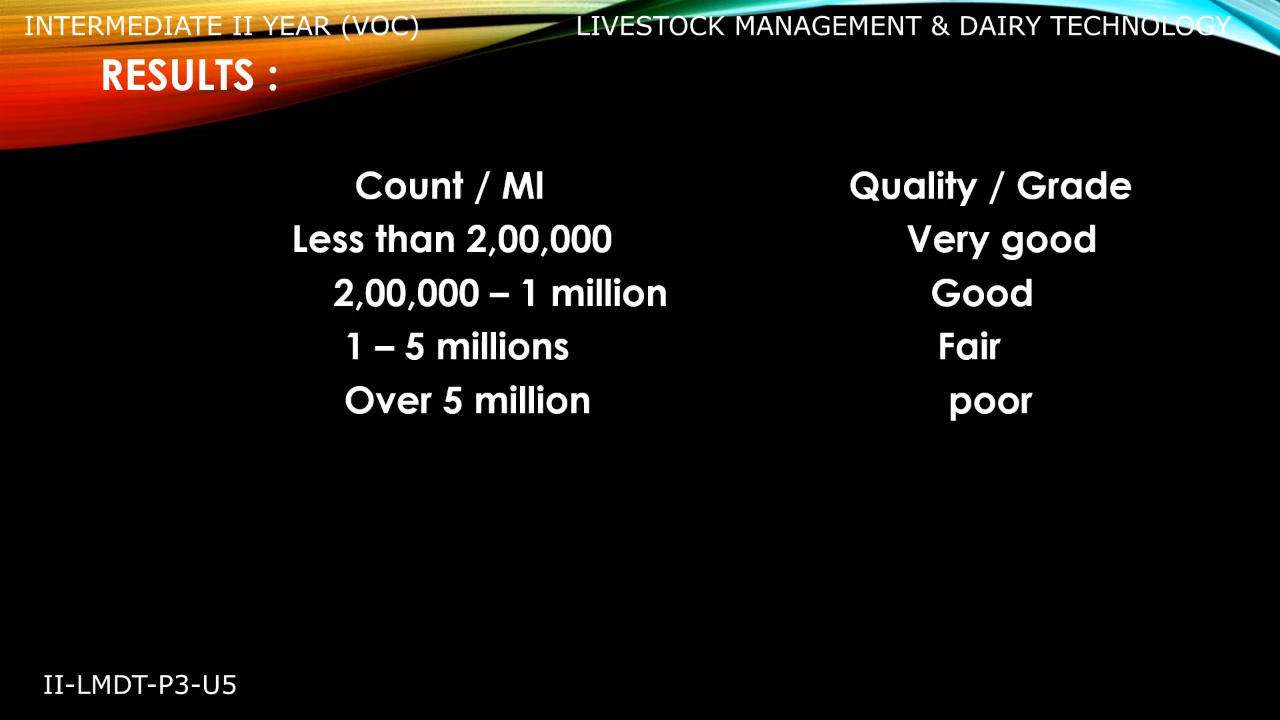 INTERMEDIATE II YEAR (VOC) LIVESTOCK MANAGEMENT & DAIRY TECHNOLOGY
RESULTS :
Count / Ml Quality / Grade
Less than 2,00,000 Very good
2,00,000 – 1 million Good
1 – 5 millions Fair
Over 5 million poor
II-LMDT-P3-U5